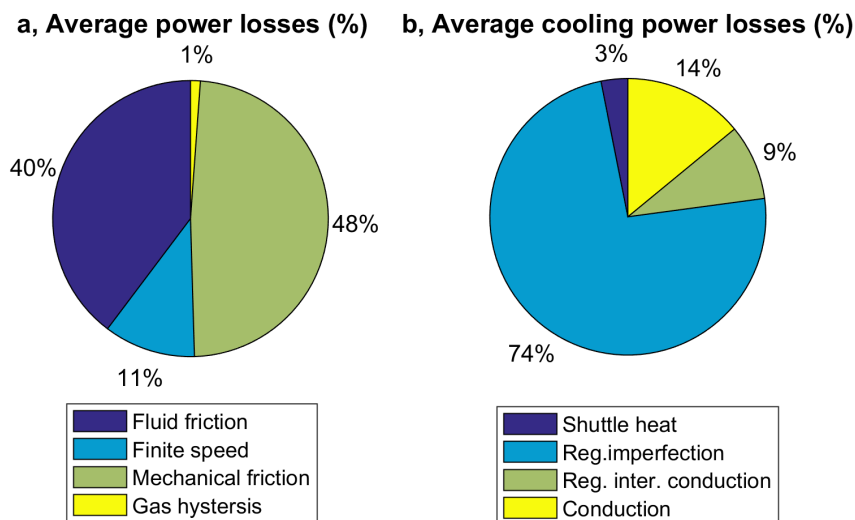 a, Average power losses (%)
1%
40%
48%
11%
Fluid friction
Finite speed
Mechanical friction
Gas hystersis
b, Average cooling power losses (%)
3%
14%
9%
74%
Shuttle heat
Reg.imperfection
Reg. inter. conduction
Conduction